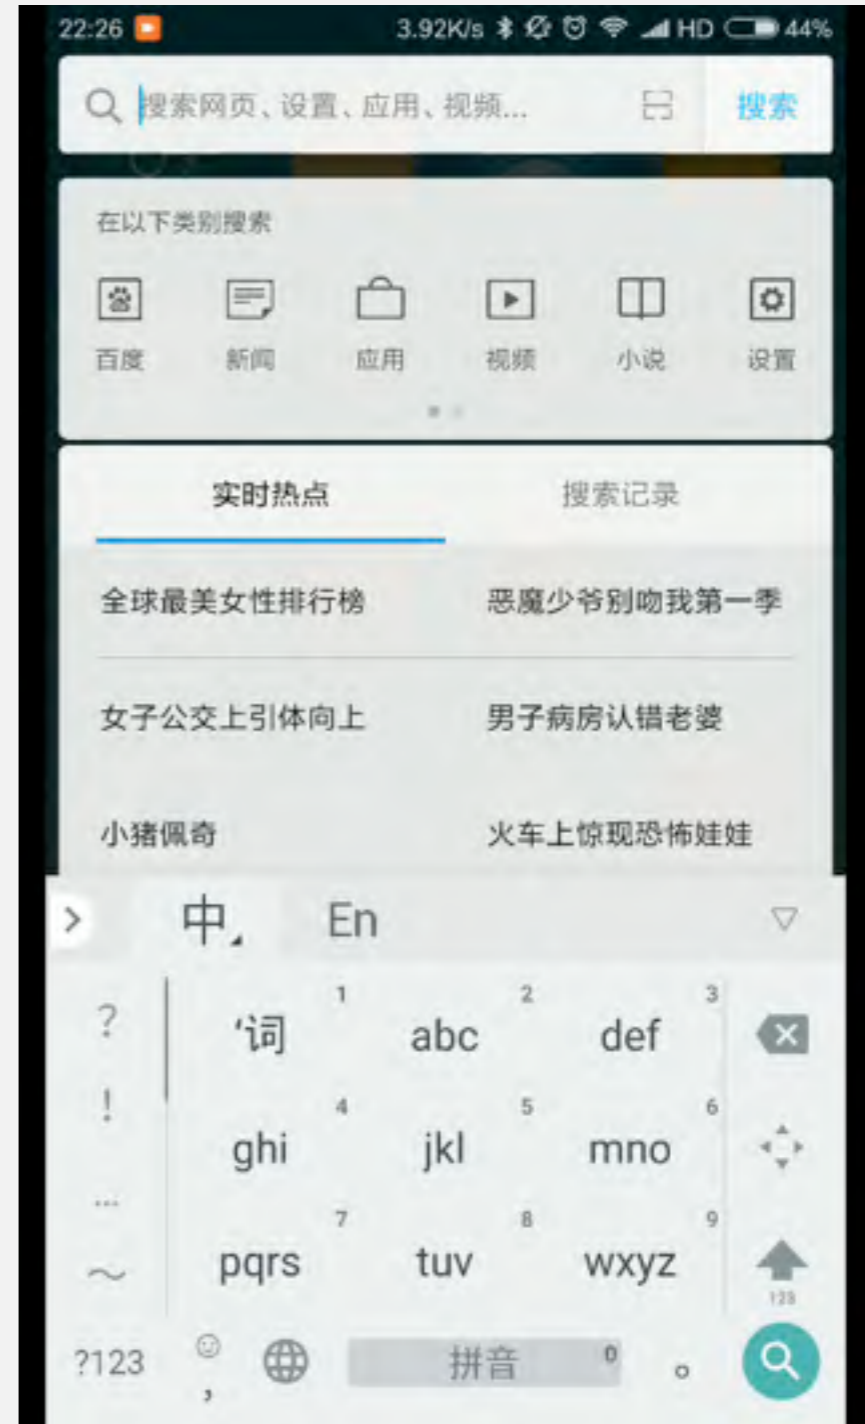 22:26 3.92K/s HD 44%
搜索网页、设置、应用、视频... 搜索
在以下类别搜索
百度 新闻 应用 视频 小说 设置
实时热点 搜索记录
全球最美女性排行榜 恶魔少爷别吻我第一季
女子公交上引体向上 男子病房认错老婆
小猪佩奇 火车上惊现恐怖娃娃
中 En
? '词 1 abc 2 def 3
! ghi 4 jkl 5 mno 6
... pqrs 7 tuv 8 wxyz 9
～ 123
?123 , 拼音 0 。